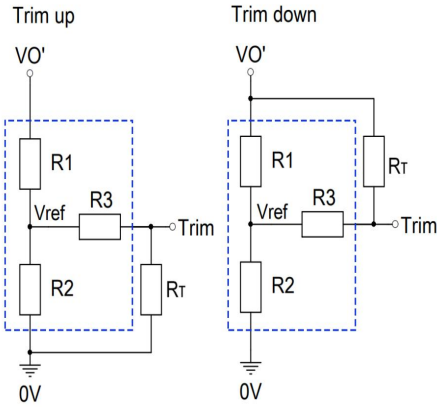 Trim up
VO'
R1
Vref
R3
Trim
R2
RT
0V
Trim down
VO'
R1
RT
Vref
R3
Trim
R2
0V